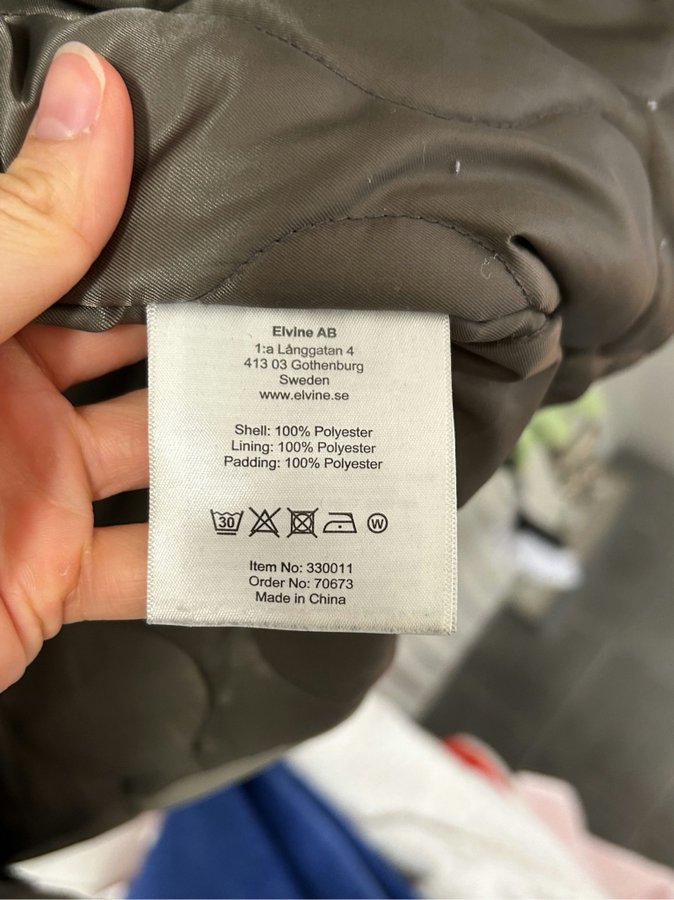 Elvine AB
1:a Långgatan 4
413 03 Gothenburg
Sweden
www.elvine.se
Shell: 100% Polyester
Lining: 100% Polyester
Padding: 100% Polyester
30 W
Item No: 330011
Order No: 70673
Made in China